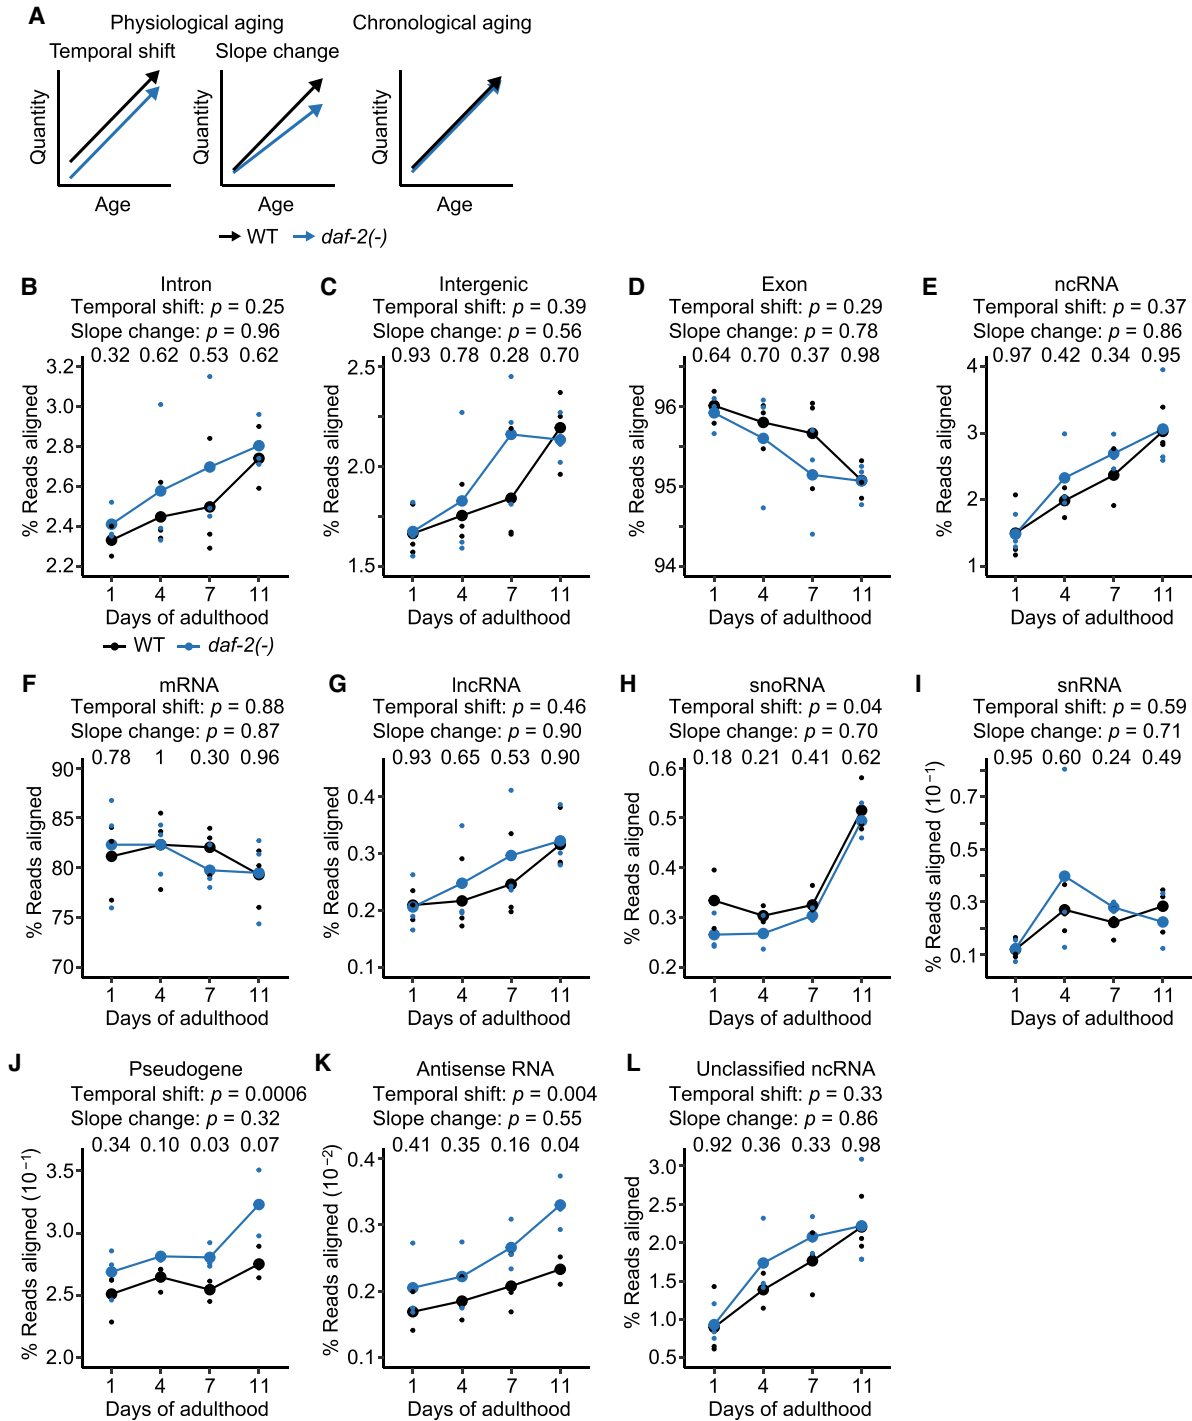 A
Physiological aging
Chronological aging
Temporal shift
Slope change
Quantity
Quantity
Quantity
Age
Age
Age
WT
daf-2(-)
B
Intron
Temporal shift: p = 0.25
Slope change: p = 0.96
0.32 0.62 0.53 0.62
% Reads aligned
3.2
3.0
2.8
2.6
2.4
2.2
1 4 7 11
Days of adulthood
WT
daf-2(-)
C
Intergenic
Temporal shift: p = 0.39
Slope change: p = 0.56
0.93 0.78 0.28 0.70
% Reads aligned
2.5
2.0
1.5
1 4 7 11
Days of adulthood
D
Exon
Temporal shift: p = 0.29
Slope change: p = 0.78
0.64 0.70 0.37 0.98
% Reads aligned
96
95
94
1 4 7 11
Days of adulthood
E
ncRNA
Temporal shift: p = 0.37
Slope change: p = 0.86
0.97 0.42 0.34 0.95
% Reads aligned
4
3
2
1
1 4 7 11
Days of adulthood
F
mRNA
Temporal shift: p = 0.88
Slope change: p = 0.87
0.78 1 0.30 0.96
% Reads aligned
90
85
80
75
70
1 4 7 11
Days of adulthood
G
lncRNA
Temporal shift: p = 0.46
Slope change: p = 0.90
0.93 0.65 0.53 0.90
% Reads aligned
0.4
0.3
0.2
0.1
1 4 7 11
Days of adulthood
H
snoRNA
Temporal shift: p = 0.04
Slope change: p = 0.70
0.18 0.21 0.41 0.62
% Reads aligned
0.6
0.5
0.4
0.3
0.2
1 4 7 11
Days of adulthood
I
snRNA
Temporal shift: p = 0.59
Slope change: p = 0.71
0.95 0.60 0.24 0.49
% Reads aligned (10⁻¹)
0.7
0.5
0.3
0.1
1 4 7 11
Days of adulthood
J
Pseudogene
Temporal shift: p = 0.0006
Slope change: p = 0.32
0.34 0.10 0.03 0.07
% Reads aligned (10⁻¹)
3.5
3.0
2.5
2.0
1 4 7 11
Days of adulthood
K
Antisense RNA
Temporal shift: p = 0.004
Slope change: p = 0.55
0.41 0.35 0.16 0.04
% Reads aligned (10⁻²)
0.4
0.3
0.2
0.1
1 4 7 11
Days of adulthood
L
Unclassified ncRNA
Temporal shift: p = 0.33
Slope change: p = 0.86
0.92 0.36 0.33 0.98
% Reads aligned
3.0
2.5
2.0
1.5
1.0
0.5
1 4 7 11
Days of adulthood